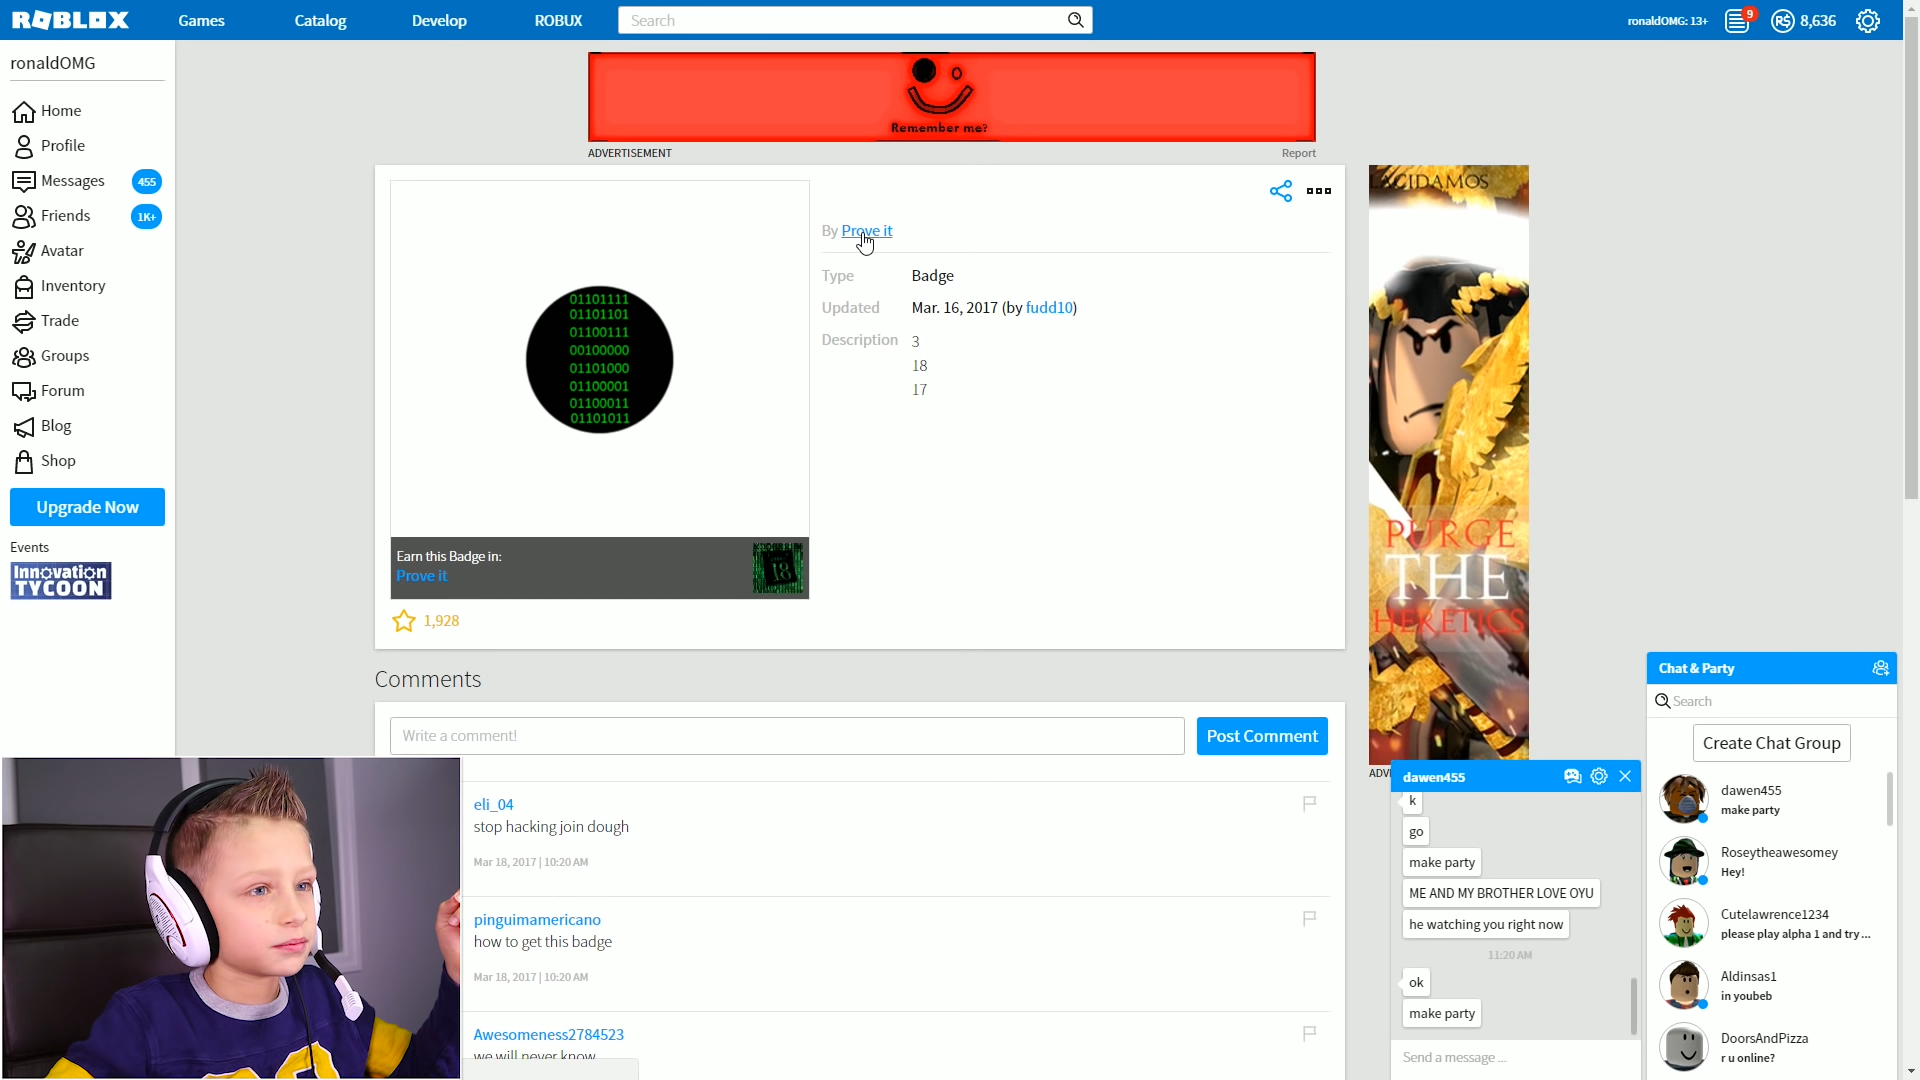 ROBLOX
Games
Catalog
Develop
ROBUX
Search
ronaldOMG: 13+
9
R$ 8,636
ronaldOMG
Home
Profile
Messages 455
Friends 1K+
Avatar
Inventory
Trade
Groups
Forum
Blog
Shop
Upgrade Now
Events
Innovation
TYCOON
Remember me?
ADVERTISEMENT
Report
By Prove it
Type Badge
Updated Mar. 16, 2017 (by fudd10)
Description 3
18
17
01101111
01101101
01100111
00100000
01101000
01100001
01100011
01101011
Earn this Badge in:
Prove it
18
1,928
LACIDAMOS
PURGE
THE
HERETICS
Comments
Write a comment!
Post Comment
eli_04
stop hacking join dough
Mar 18, 2017 | 10:20 AM
pinguimamericano
how to get this badge
Mar 18, 2017 | 10:20 AM
Awesomeness2784523
we will never know
dawen455
k
go
make party
ME AND MY BROTHER LOVE OYU
he watching you right now
11:20 AM
ok
make party
Send a message ...
Chat & Party
Search
Create Chat Group
dawen455
make party
Roseytheawesomey
Hey!
Cutelawrence1234
please play alpha 1 and try ...
Aldinsas1
in youbeb
DoorsAndPizza
r u online?